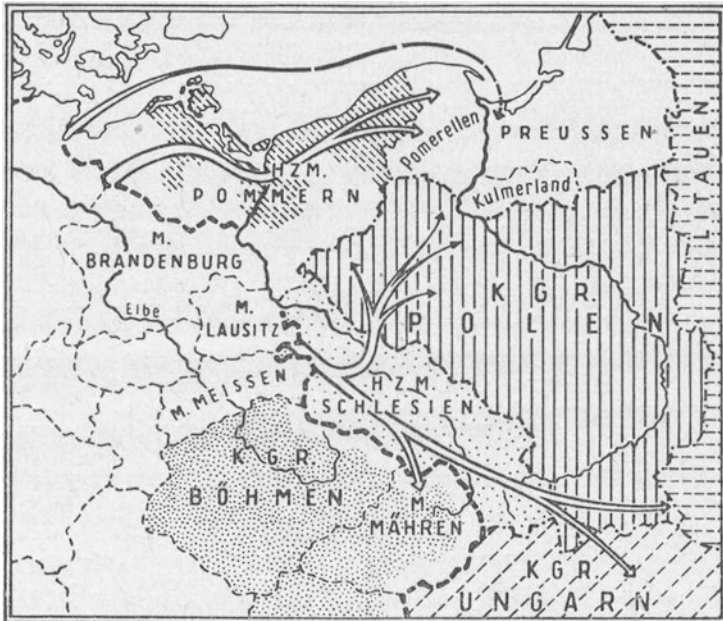 PREUSSEN
Pomerellen
Kulmerland
LITAUEN
HZM.
POMMERN
M.
BRANDENBURG
Elbe
M.
LAUSITZ
KGR.
POLEN
M. MEISSEN
HZM.
SCHLESIEN
KGR.
BÖHMEN
M.
MÄHREN
KGR.
UNGARN